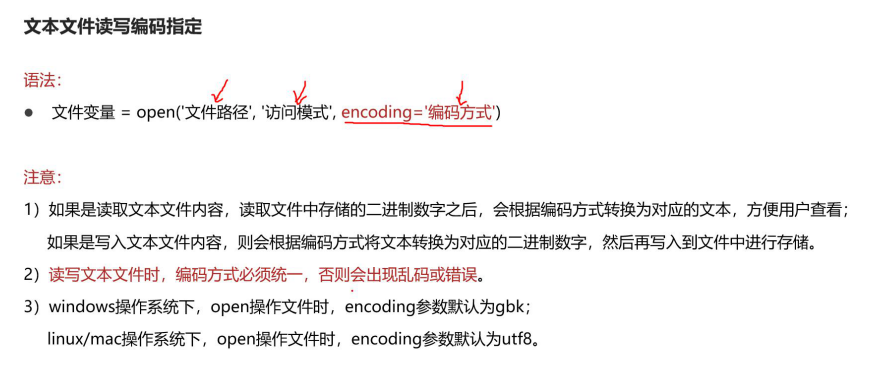 文本文件读写编码指定
语法：
● 文件变量 = open('文件路径', '访问模式', encoding='编码方式')
注意：
1）如果是读取文本文件内容，读取文件中存储的二进制数字之后，会根据编码方式转换为对应的文本，方便用户查看；
如果是写入文本文件内容，则会根据编码方式将文本转换为对应的二进制数字，然后再写入到文件中进行存储。
2）读写文本文件时，编码方式必须统一，否则会出现乱码或错误。
3）windows操作系统下，open操作文件时，encoding参数默认为gbk；
linux/mac操作系统下，open操作文件时，encoding参数默认为utf8。